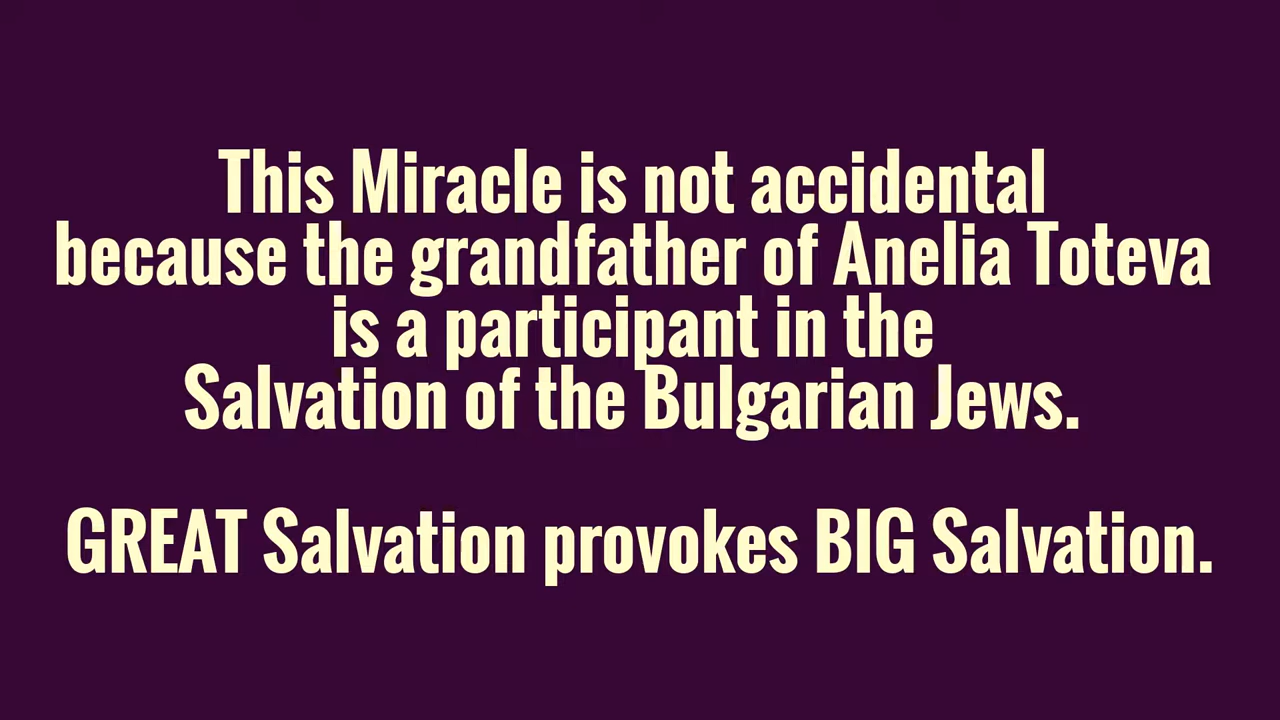 This Miracle is not accidental
because the grandfather of Anelia Toteva
is a participant in the
Salvation of the Bulgarian Jews.
GREAT Salvation provokes BIG Salvation.